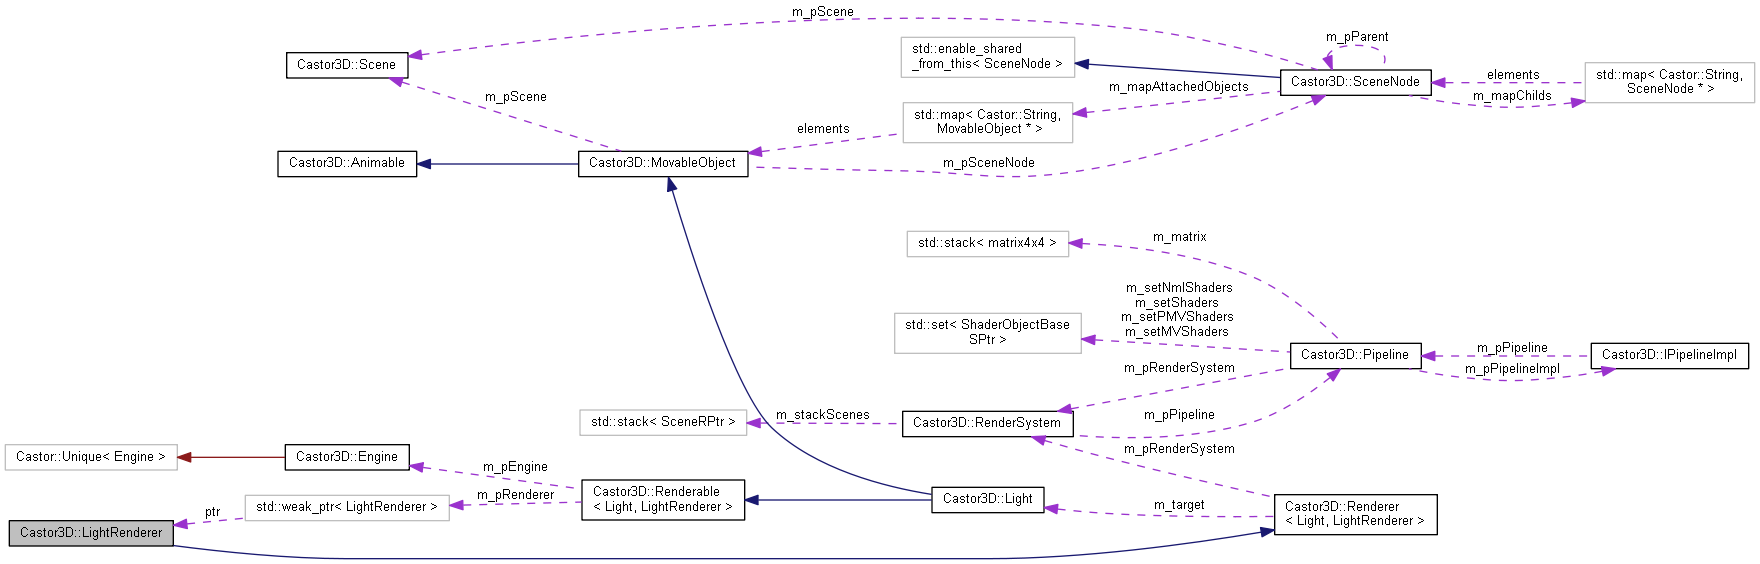 m_pScene
Castor3D::Scene
std::enable_shared
_from_this< SceneNode >
m_pParent
Castor3D::SceneNode
elements
m_mapChilds
std::map< Castor::String,
SceneNode * >
m_pScene
m_mapAttachedObjects
std::map< Castor::String,
MovableObject * >
elements
Castor3D::Animable
Castor3D::MovableObject
m_pSceneNode
std::stack< matrix4x4 >
m_matrix
m_setNmlShaders
m_setShaders
m_setPMVShaders
m_setMVShaders
std::set< ShaderObjectBase
SPtr >
Castor3D::Pipeline
m_pPipeline
m_pPipelineImpl
Castor3D::IPipelineImpl
m_pRenderSystem
m_pPipeline
std::stack< SceneRPtr >
m_stackScenes
Castor3D::RenderSystem
m_pRenderSystem
Castor::Unique< Engine >
Castor3D::Engine
m_pEngine
m_pRenderer
Castor3D::Renderable
< Light, LightRenderer >
Castor3D::Light
m_target
Castor3D::Renderer
< Light, LightRenderer >
std::weak_ptr< LightRenderer >
ptr
Castor3D::LightRenderer